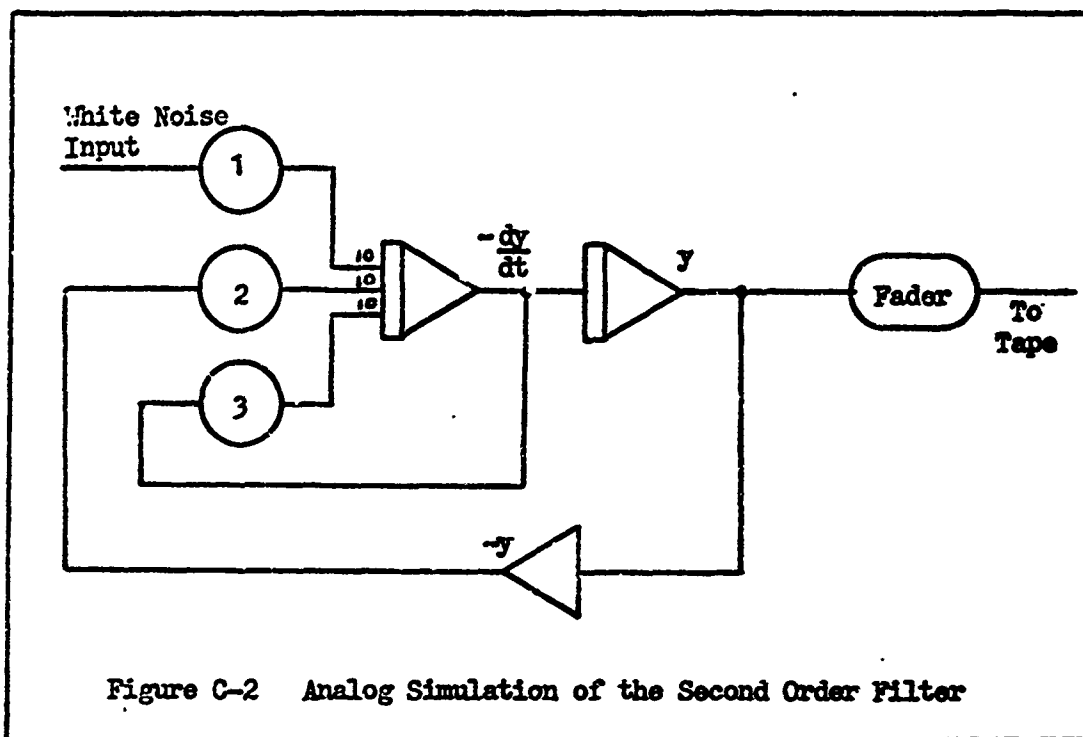 White Noise
Input
1
2
3
10
10
10
-dy
dt
y
Fader
To
Tape
-y
Figure C-2 Analog Simulation of the Second Order Filter